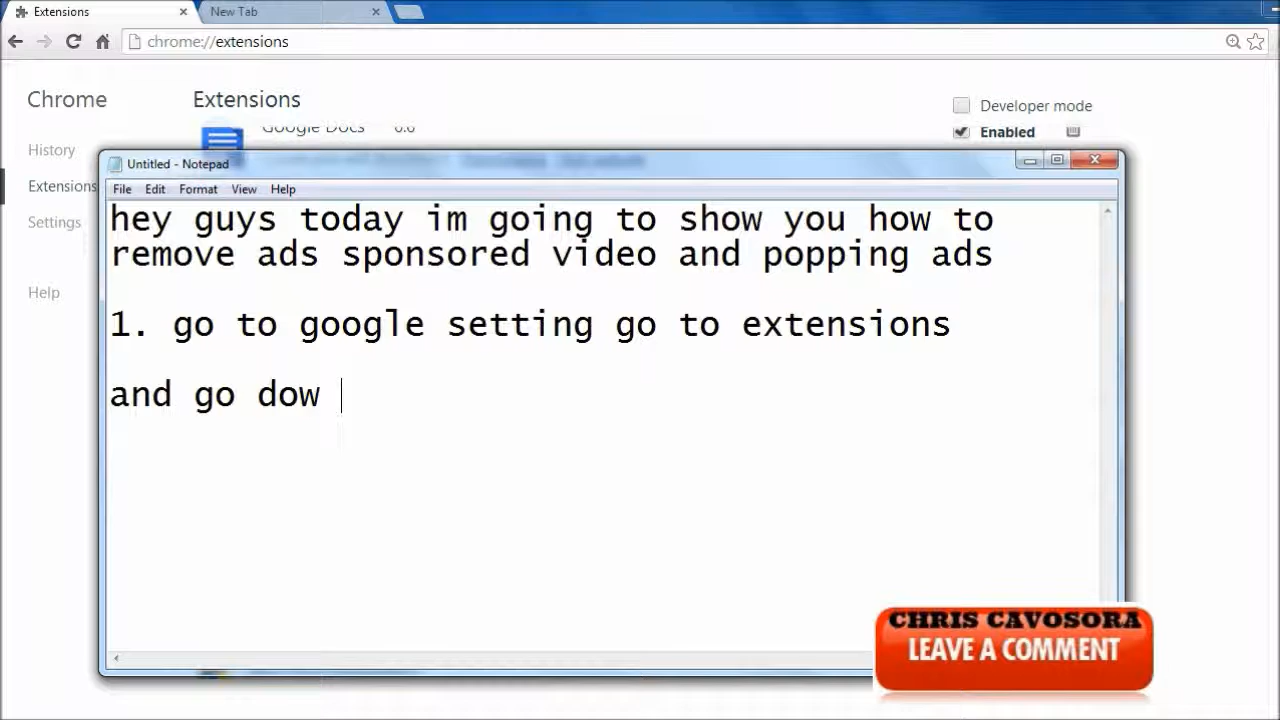 Extensions
New Tab
chrome://extensions
Chrome
Extensions
Developer mode
Google Docs 0.6
Enabled
History
Extensions
Settings
Help
Untitled - Notepad
File Edit Format View Help
hey guys today im going to show you how to
remove ads sponsored video and popping ads
1. go to google setting go to extensions
and go dow
CHRIS CAVOSORA
LEAVE A COMMENT